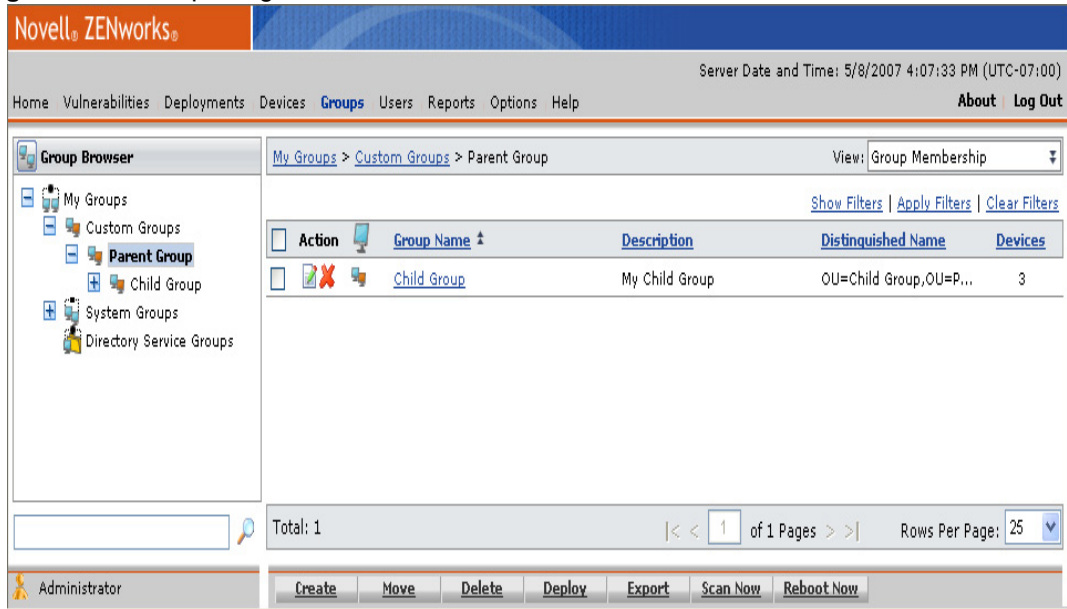 Novell® ZENworks®
Server Date and Time: 5/8/2007 4:07:33 PM (UTC-07:00)
Home Vulnerabilities Deployments Devices Groups Users Reports Options Help
About | Log Out
Group Browser
My Groups
Custom Groups
Parent Group
Child Group
System Groups
Directory Service Groups
My Groups > Custom Groups > Parent Group
View: Group Membership
Show Filters | Apply Filters | Clear Filters
Action Group Name Description Distinguished Name Devices
Child Group My Child Group OU=Child Group,OU=P... 3
Total: 1
|< < 1 of 1 Pages > >| Rows Per Page: 25
Administrator
Create Move Delete Deploy Export Scan Now Reboot Now